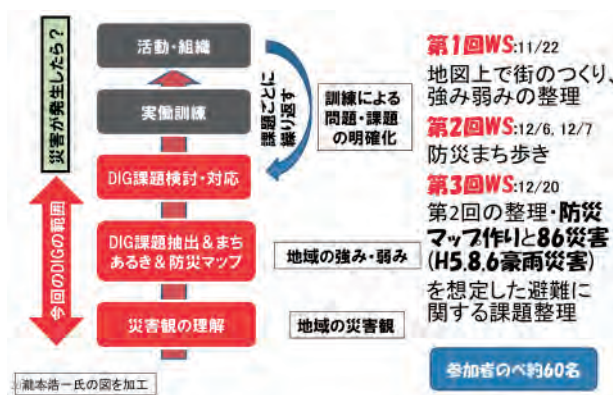 災害が発生したら？
今回のDIGの範囲
活動・組織
実働訓練
DIG課題検討・対応
DIG課題抽出＆まち
あるき＆防災マップ
災害観の理解
課題ごとに
繰り返す
訓練による
問題・課題
の明確化
地域の強み・弱み
地域の災害観
瀧本浩一氏の図を加工
第1回WS:11/22
地図上で街のつくり、
強み弱みの整理
第2回WS:12/6, 12/7
防災まち歩き
第3回WS:12/20
第2回の整理・防災
マップ作りと86災害
(H5.8.6豪雨災害)
を想定した避難に
関する課題整理
参加者のべ約60名